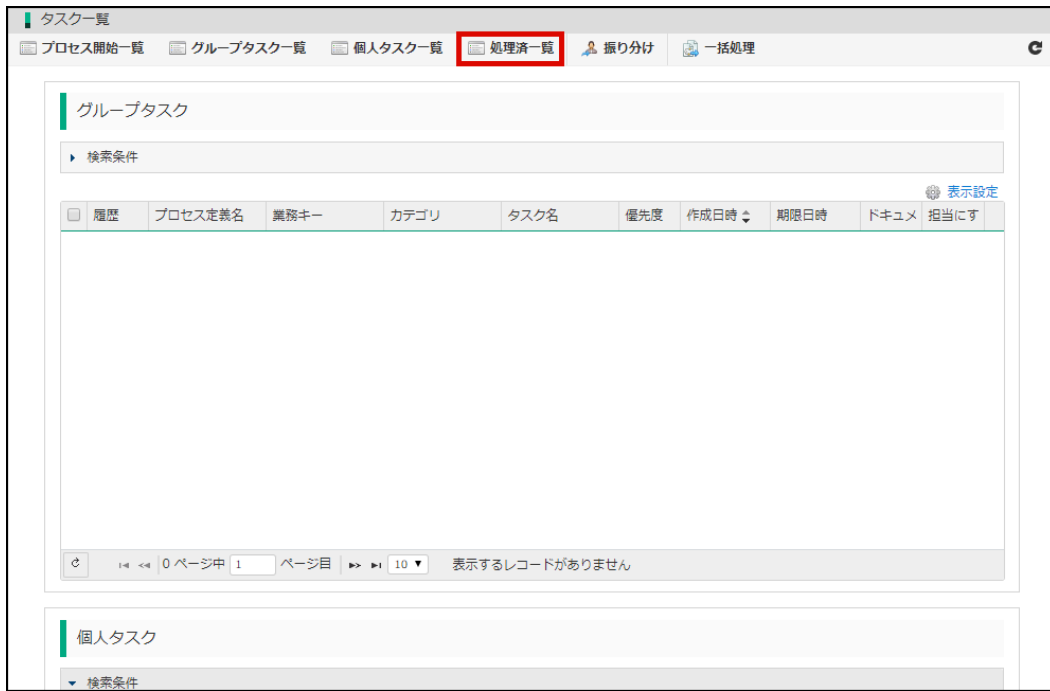 タスク一覧
プロセス開始一覧 グループタスク一覧 個人タスク一覧 処理済一覧 振り分け 一括処理
グループタスク
検索条件
表示設定
履歴 プロセス定義名 業務キー カテゴリ タスク名 優先度 作成日時 期限日時 ドキュメ 担当にす
0 ページ中 1 ページ目 10 表示するレコードがありません
個人タスク
検索条件